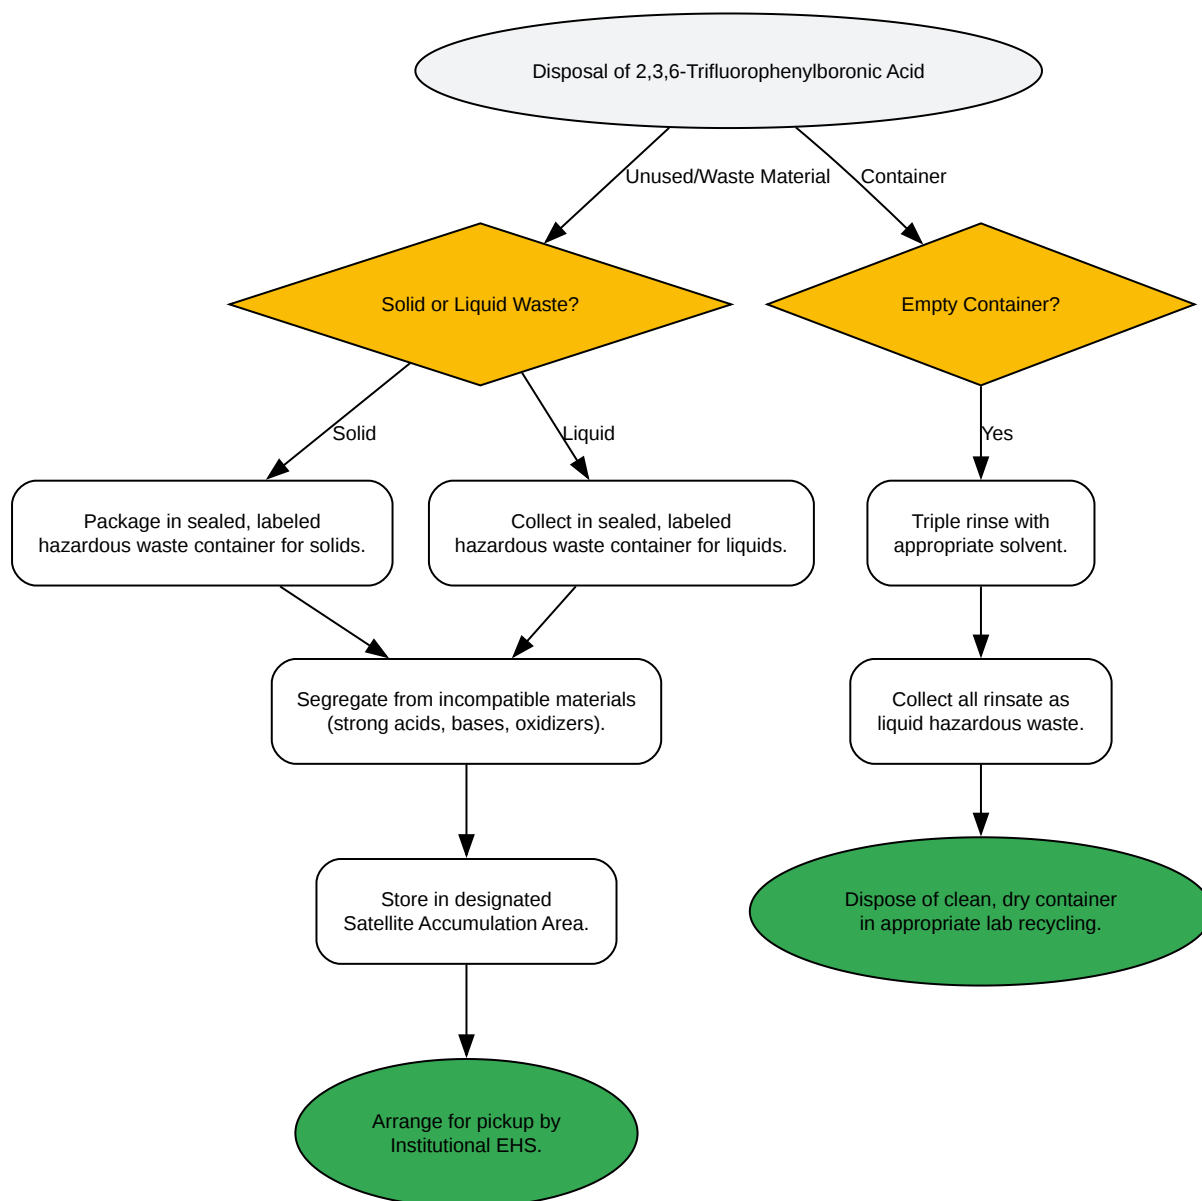 Disposal of 2,3,6-Trifluorophenylboronic Acid
Unused/Waste Material
Container
Solid or Liquid Waste?
Empty Container?
Solid
Liquid
Yes
Package in sealed, labeled
hazardous waste container for solids.
Collect in sealed, labeled
hazardous waste container for liquids.
Triple rinse with
appropriate solvent.
Segregate from incompatible materials
(strong acids, bases, oxidizers).
Collect all rinsate as
liquid hazardous waste.
Store in designated
Satellite Accumulation Area.
Dispose of clean, dry container
in appropriate lab recycling.
Arrange for pickup by
Institutional EHS.